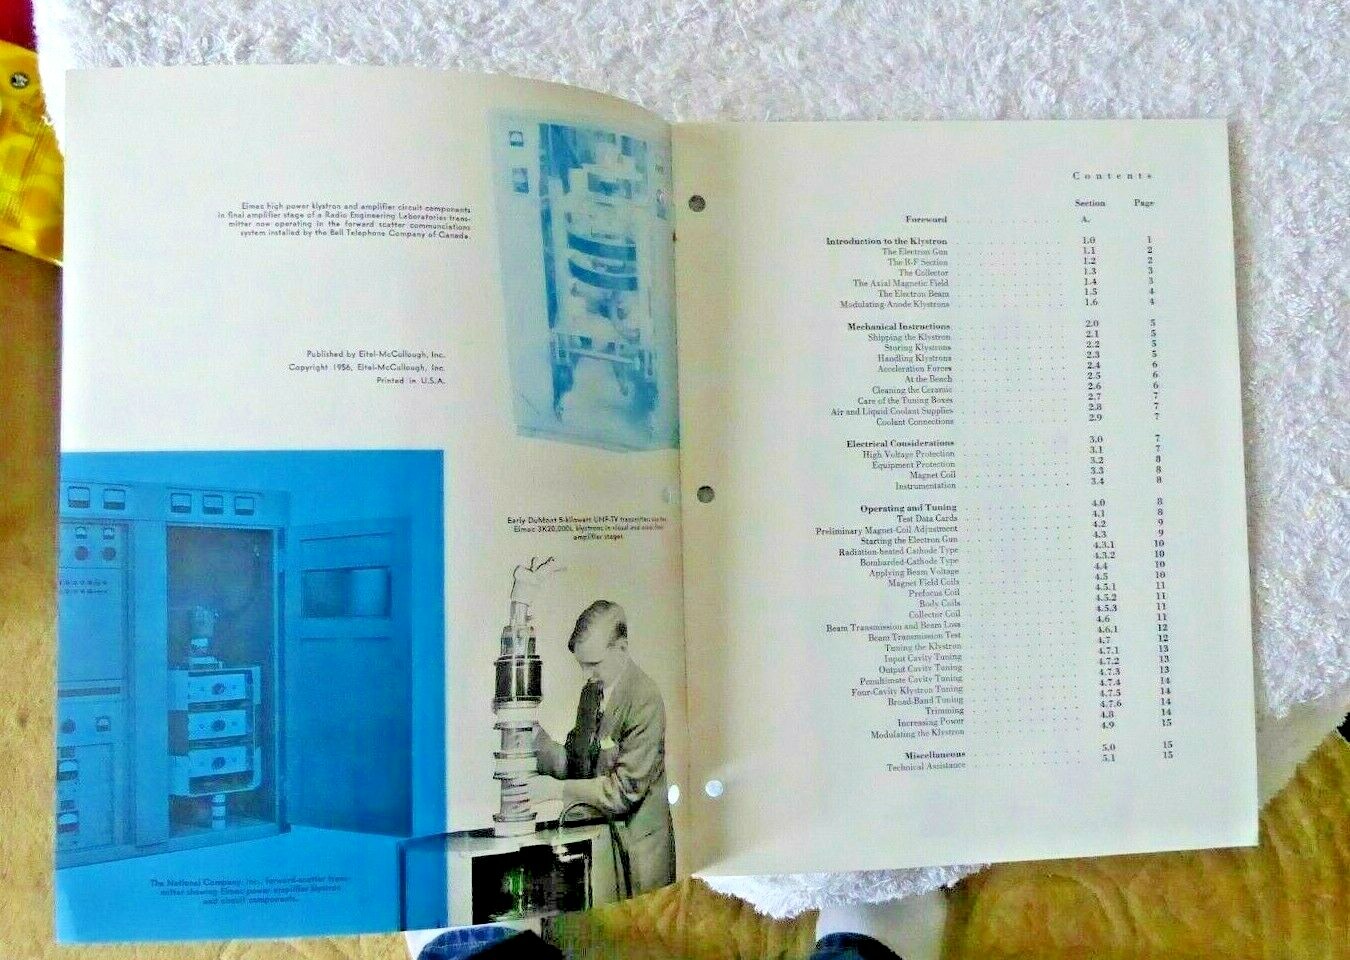 Eimac high power klystron and amplifier circuit components
in final amplifier stage of a Radio Engineering Laboratories trans-
mitter now operating in the forward scatter communciations
system installed by the Bell Telephone Company of Canada.
Published by Eitel-McCullough, Inc.
Copyright 1956, Eitel-McCullough, Inc.
Printed in U.S.A.
Early DuMont 5-kilowatt UHF-TV transmitter
Eimac 3K20,000L klystrons in visual and
amplifier stages.
The National Company, Inc., forward-scatter trans-
mitter showing Eimac power amplifier klystron
and circuit components.
Contents
Section Page
Foreword A.
Introduction to the Klystron 1.0 1
The Electron Gun 1.1 2
The R-F Section 1.2 2
The Collector 1.3 3
The Axial Magnetic Field 1.4 3
The Electron Beam 1.5 4
Modulating-Anode Klystrons 1.6 4
Mechanical Instructions 2.0 5
Shipping the Klystron 2.1 5
Storing Klystrons 2.2 5
Handling Klystrons 2.3 5
Acceleration Forces 2.4 6
At the Bench 2.5 6
Cleaning the Ceramic 2.6 6
Care of the Tuning Boxes 2.7 7
Air and Liquid Coolant Supplies 2.8 7
Coolant Connections 2.9 7
Electrical Considerations 3.0 7
High Voltage Protection 3.1 7
Equipment Protection 3.2 8
Magnet Coil 3.3 8
Instrumentation 3.4 8
Operating and Tuning 4.0 8
Test Data Cards 4.1 8
Preliminary Magnet-Coil Adjustment 4.2 9
Starting the Electron Gun 4.3 9
Radiation-heated Cathode Type 4.3.1 10
Bombarded-Cathode Type 4.3.2 10
Applying Beam Voltage 4.4 10
Magnet Field Coils 4.5 10
Prefocus Coil 4.5.1 11
Body Coils 4.5.2 11
Collector Coil 4.5.3 11
Beam Transmission and Beam Loss 4.6 11
Beam Transmission Test 4.6.1 12
Tuning the Klystron 4.7 12
Input Cavity Tuning 4.7.1 13
Output Cavity Tuning 4.7.2 13
Penultimate Cavity Tuning 4.7.3 13
Four-Cavity Klystron Tuning 4.7.4 14
Broad-Band Tuning 4.7.5 14
Trimming 4.7.6 14
Increasing Power 4.8 14
Modulating the Klystron 4.9 15
Miscellaneous 5.0 15
Technical Assistance 5.1 15